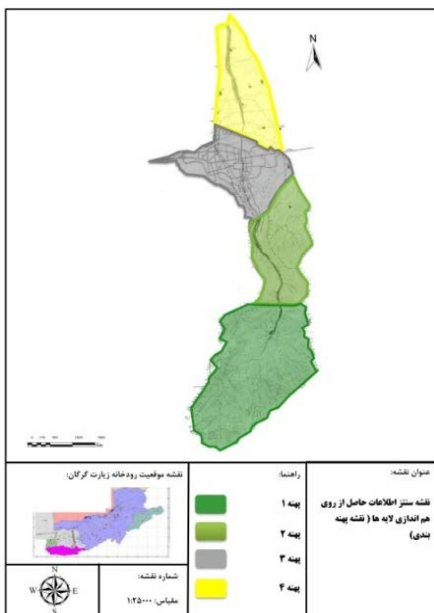 N
عنوان نقشه:
نقشه سنتز اطلاعات حاصل از روی
هم اندازی لایه ها ( نقشه پهنه
بندی)
راهنما:
پهنه ۱
پهنه ۲
پهنه ۳
پهنه ۴
نقشه موقعیت رودخانه زیارت گرگان:
شماره نقشه:
مقیاس: ۱:۲۵۰۰۰
N
W
E
S